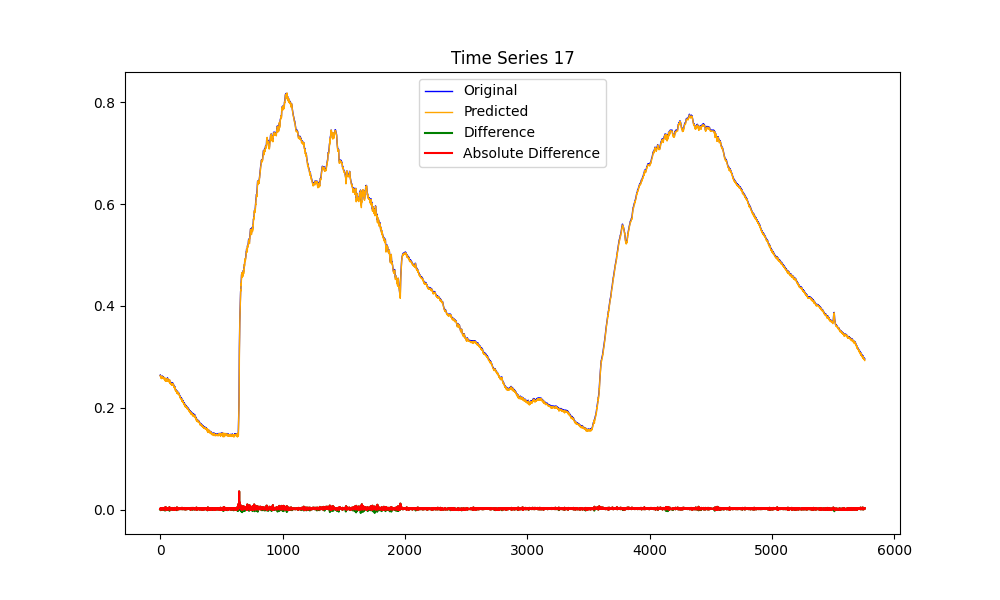 Time Series 17
Original
Predicted
Difference
Absolute Difference
0.8
0.6
0.4
0.2
0.0
0 1000 2000 3000 4000 5000 6000